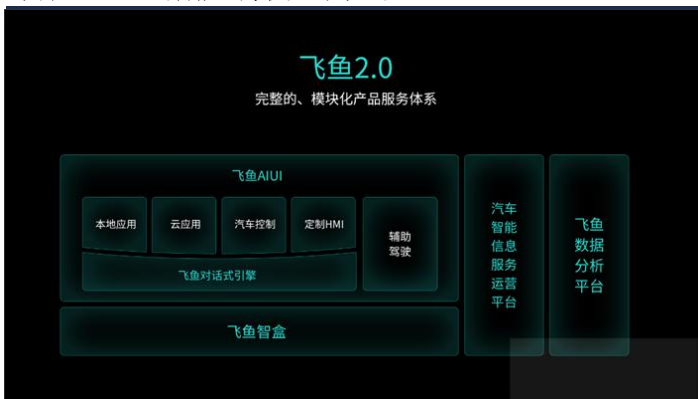 飞鱼2.0
完整的、模块化产品服务体系
飞鱼AIUI
本地应用
云应用
汽车控制
定制HMI
辅助
驾驶
飞鱼对话式引擎
飞鱼智盒
汽车
智能
信息
服务
运营
平台
飞鱼
数据
分析
平台